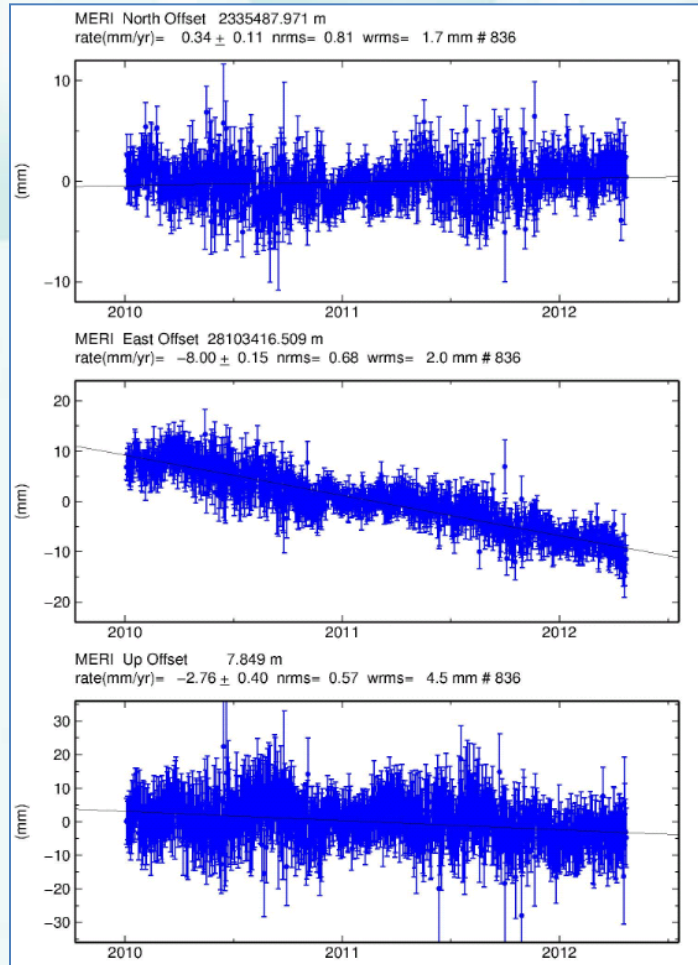 MERI North Offset 2335487.971 m
rate(mm/yr)= 0.34 ± 0.11 nrms= 0.81 wrms= 1.7 mm # 836
10
0
−10
(mm)
2010 2011 2012
MERI East Offset 28103416.509 m
rate(mm/yr)= −8.00 ± 0.15 nrms= 0.68 wrms= 2.0 mm # 836
20
10
0
−10
−20
(mm)
2010 2011 2012
MERI Up Offset 7.849 m
rate(mm/yr)= −2.76 ± 0.40 nrms= 0.57 wrms= 4.5 mm # 836
30
20
10
0
−10
−20
−30
(mm)
2010 2011 2012